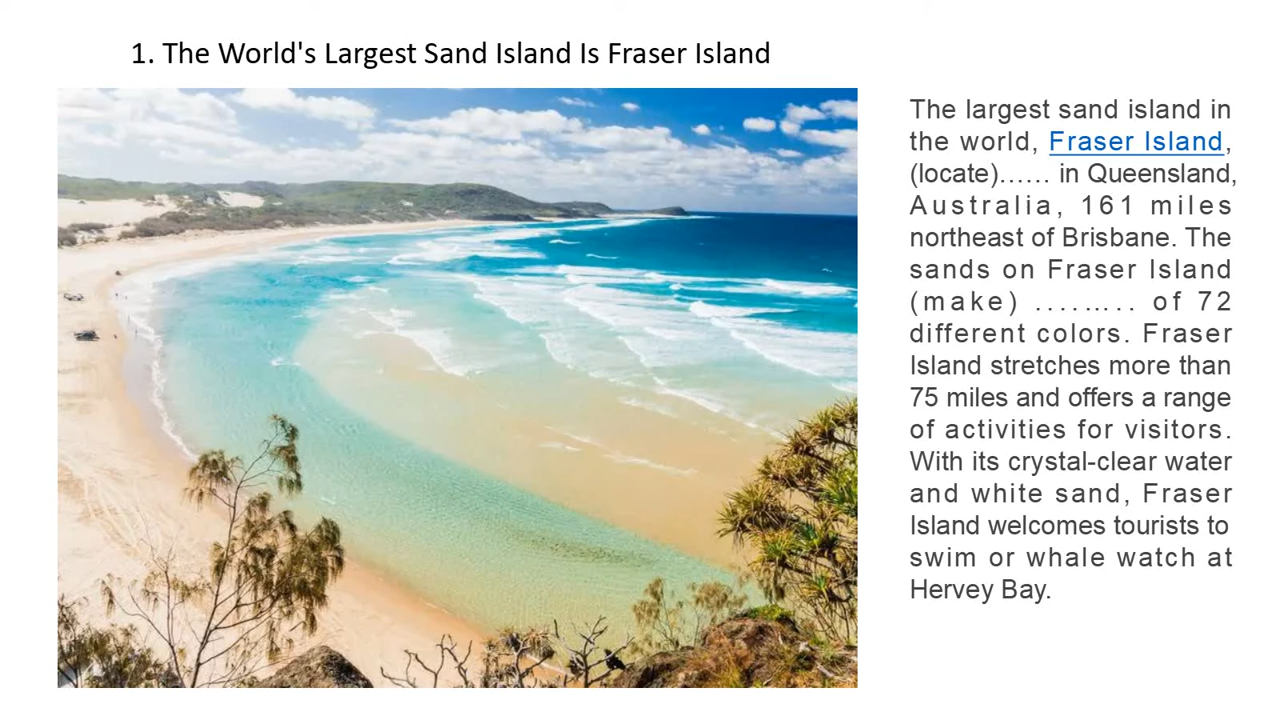 1. The World's Largest Sand Island Is Fraser Island
The largest sand island in
the world, Fraser Island,
(locate)…… in Queensland,
Australia, 161 miles
northeast of Brisbane. The
sands on Fraser Island
(make) ………. of 72
different colors. Fraser
Island stretches more than
75 miles and offers a range
of activities for visitors.
With its crystal-clear water
and white sand, Fraser
Island welcomes tourists to
swim or whale watch at
Hervey Bay.